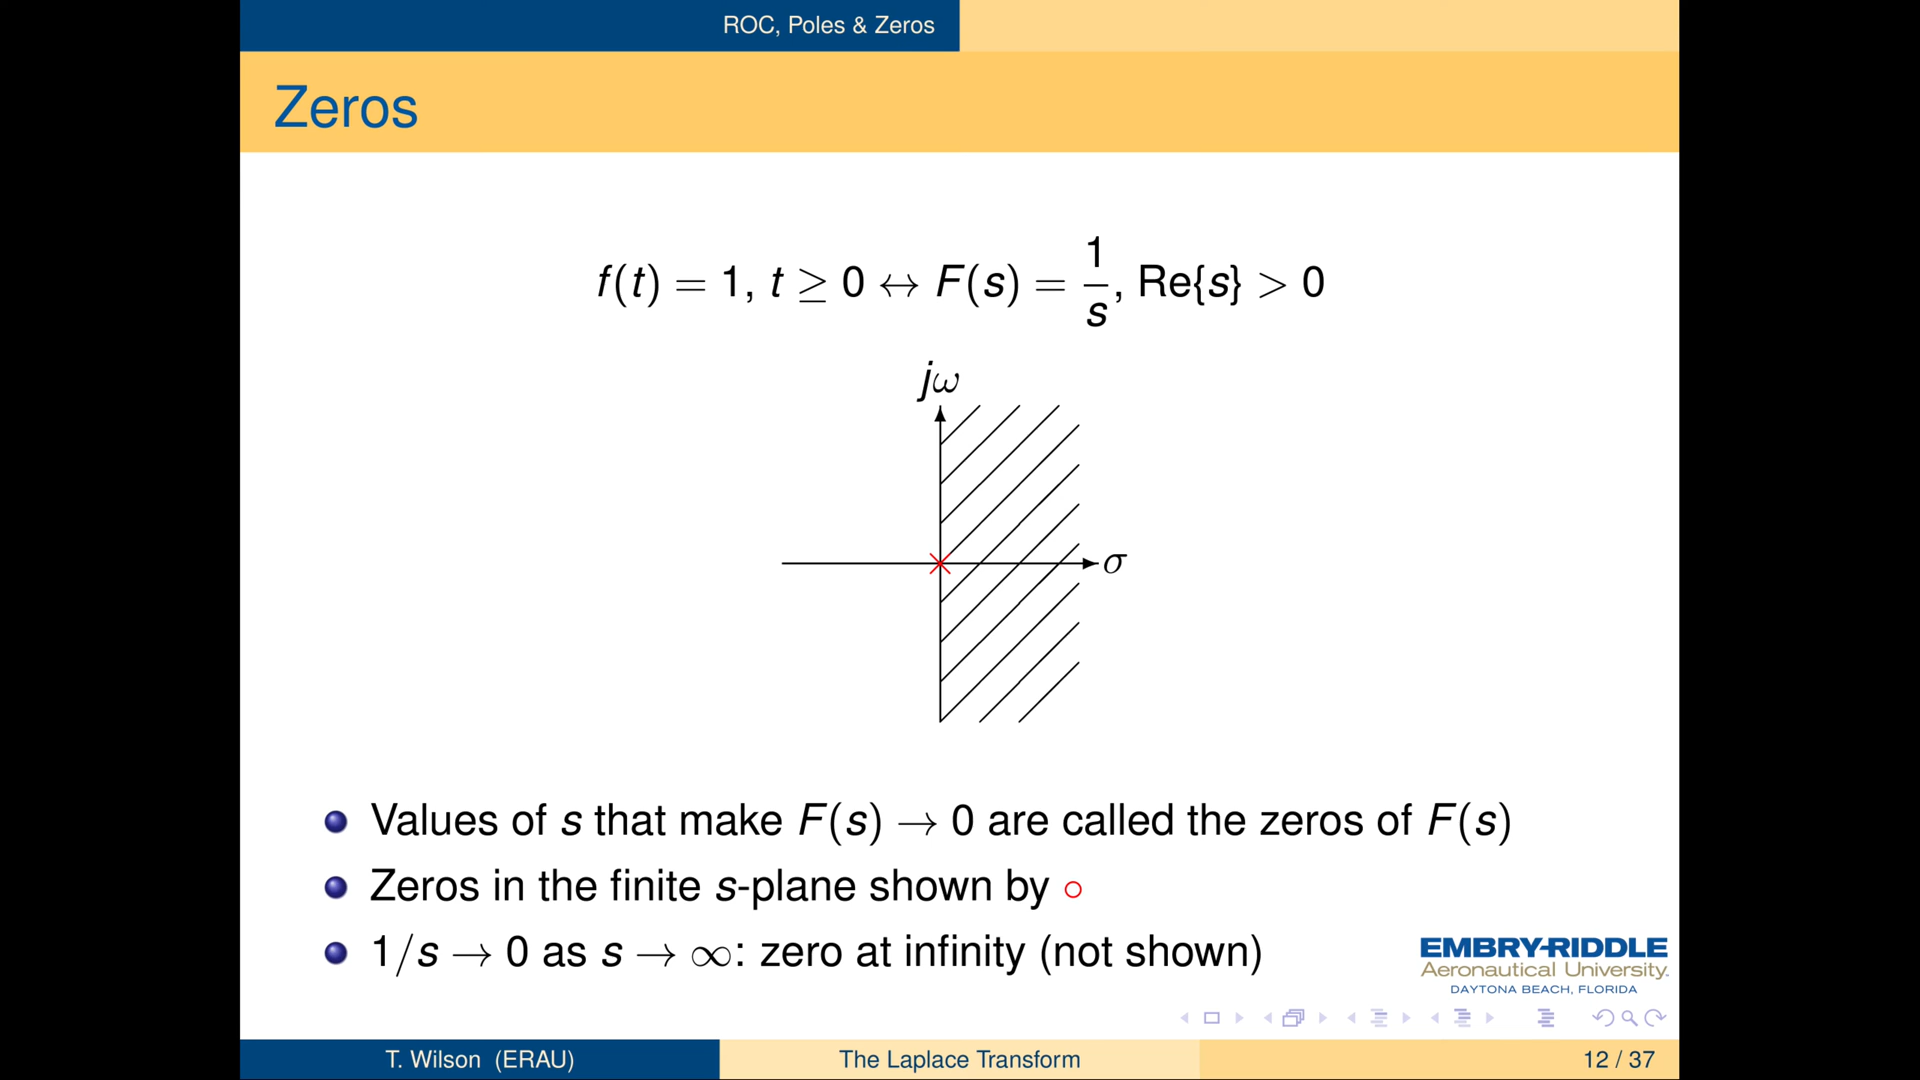 ROC, Poles & Zeros
Zeros
f(t) = 1, t ≥ 0 ↔ F(s) = 1/s, Re{s} > 0
jω
σ
Values of s that make F(s) → 0 are called the zeros of F(s)
Zeros in the finite s-plane shown by ○
1/s → 0 as s → ∞: zero at infinity (not shown)
EMBRY-RIDDLE
Aeronautical University.
DAYTONA BEACH, FLORIDA
T. Wilson (ERAU)
The Laplace Transform
12 / 37